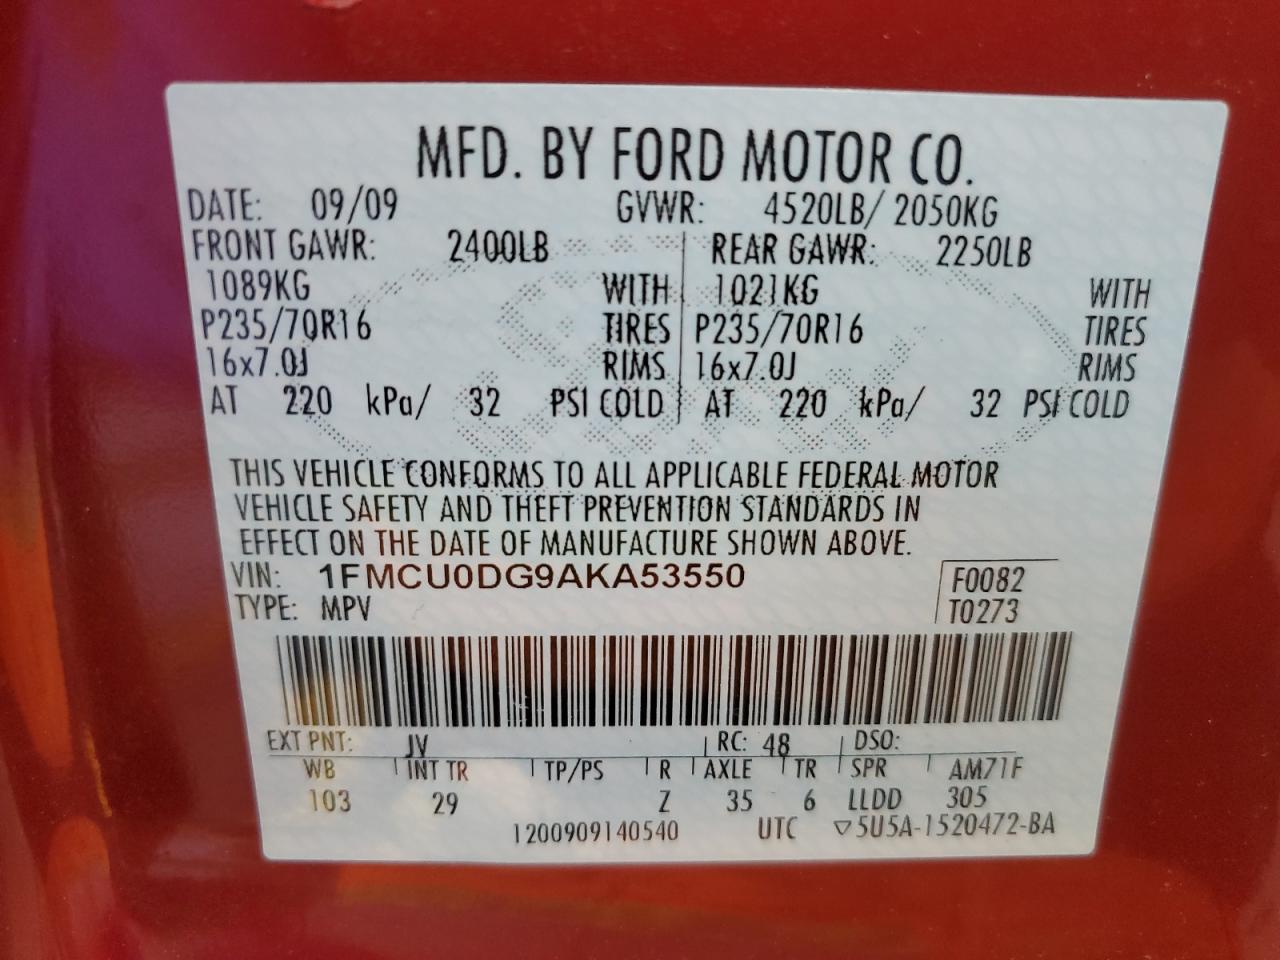 MFD. BY FORD MOTOR CO.
DATE: 09/09 GVWR: 4520LB/ 2050KG
FRONT GAWR: 2400LB REAR GAWR: 2250LB
1089KG WITH 1021KG WITH
P235/70R16 TIRES P235/70R16 TIRES
16x7.0J RIMS 16x7.0J RIMS
AT 220 kPa/ 32 PSI COLD AT 220 kPa/ 32 PSI COLD
THIS VEHICLE CONFORMS TO ALL APPLICABLE FEDERAL MOTOR
VEHICLE SAFETY AND THEFT PREVENTION STANDARDS IN
EFFECT ON THE DATE OF MANUFACTURE SHOWN ABOVE.
VIN: 1FMCU0DG9AKA53550 F0082
TYPE: MPV T0273
EXT PNT: JV RC: 48 DSO:
WB INT TR TP/PS R AXLE TR SPR AM71F
103 29 Z 35 6 LLDD 305
1200909140540 UTC ▽5U5A-1520472-BA